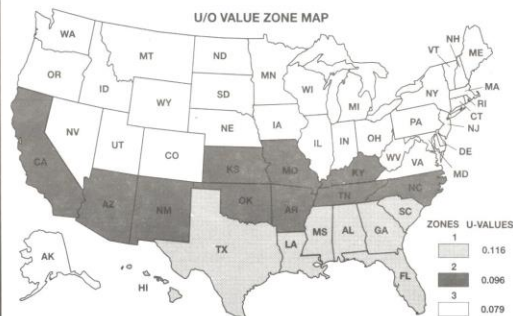 U/O VALUE ZONE MAP
WA
MT
ND
MN
VT
NH
ME
OR
ID
WY
SD
WI
MI
NY
MA
RI
CT
NJ
NV
UT
CO
NE
IA
IL
IN
OH
PA
WV
VA
DE
MD
CA
AZ
NM
KS
OK
MO
AR
KY
TN
NC
SC
TX
LA
MS
AL
GA
FL
AK
HI
ZONES U-VALUES
1
0.116
2
0.096
3
0.079